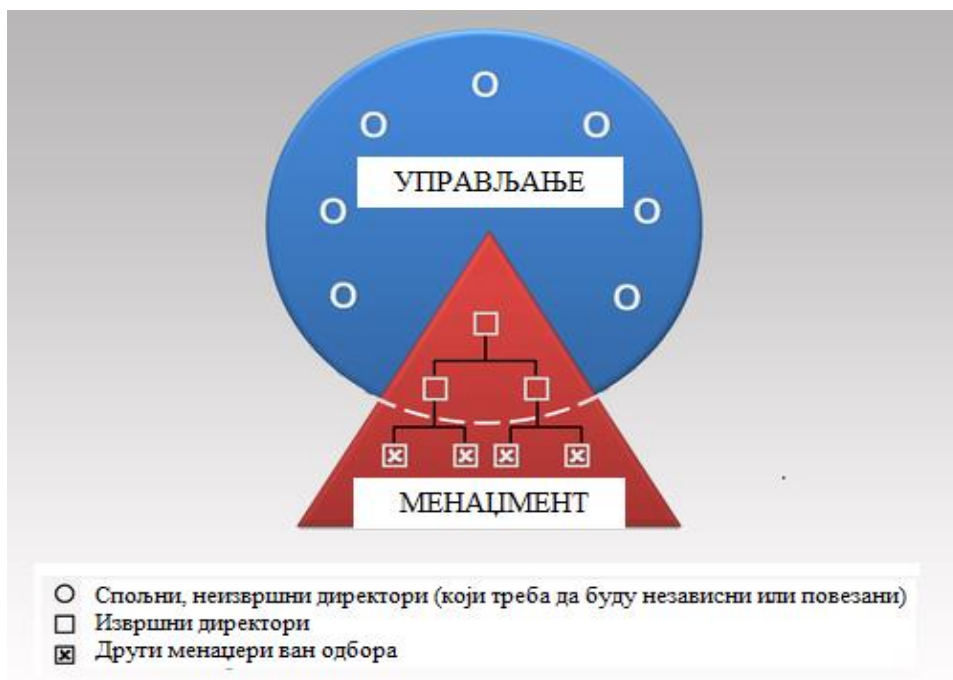 УПРАВЉАЊЕ
МЕНАЏМЕНТ
Спољни, неизвршни директори (који треба да буду независни или повезани)
Извршни директори
Други менаџери ван одбора